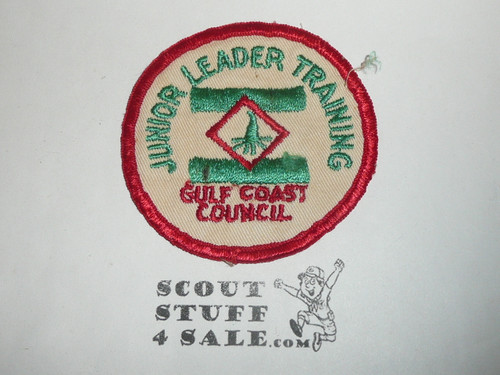 JUNIOR LEADER TRAINING
GULF COAST
COUNCIL
SCOUT
STUFF
4 SALE.COM